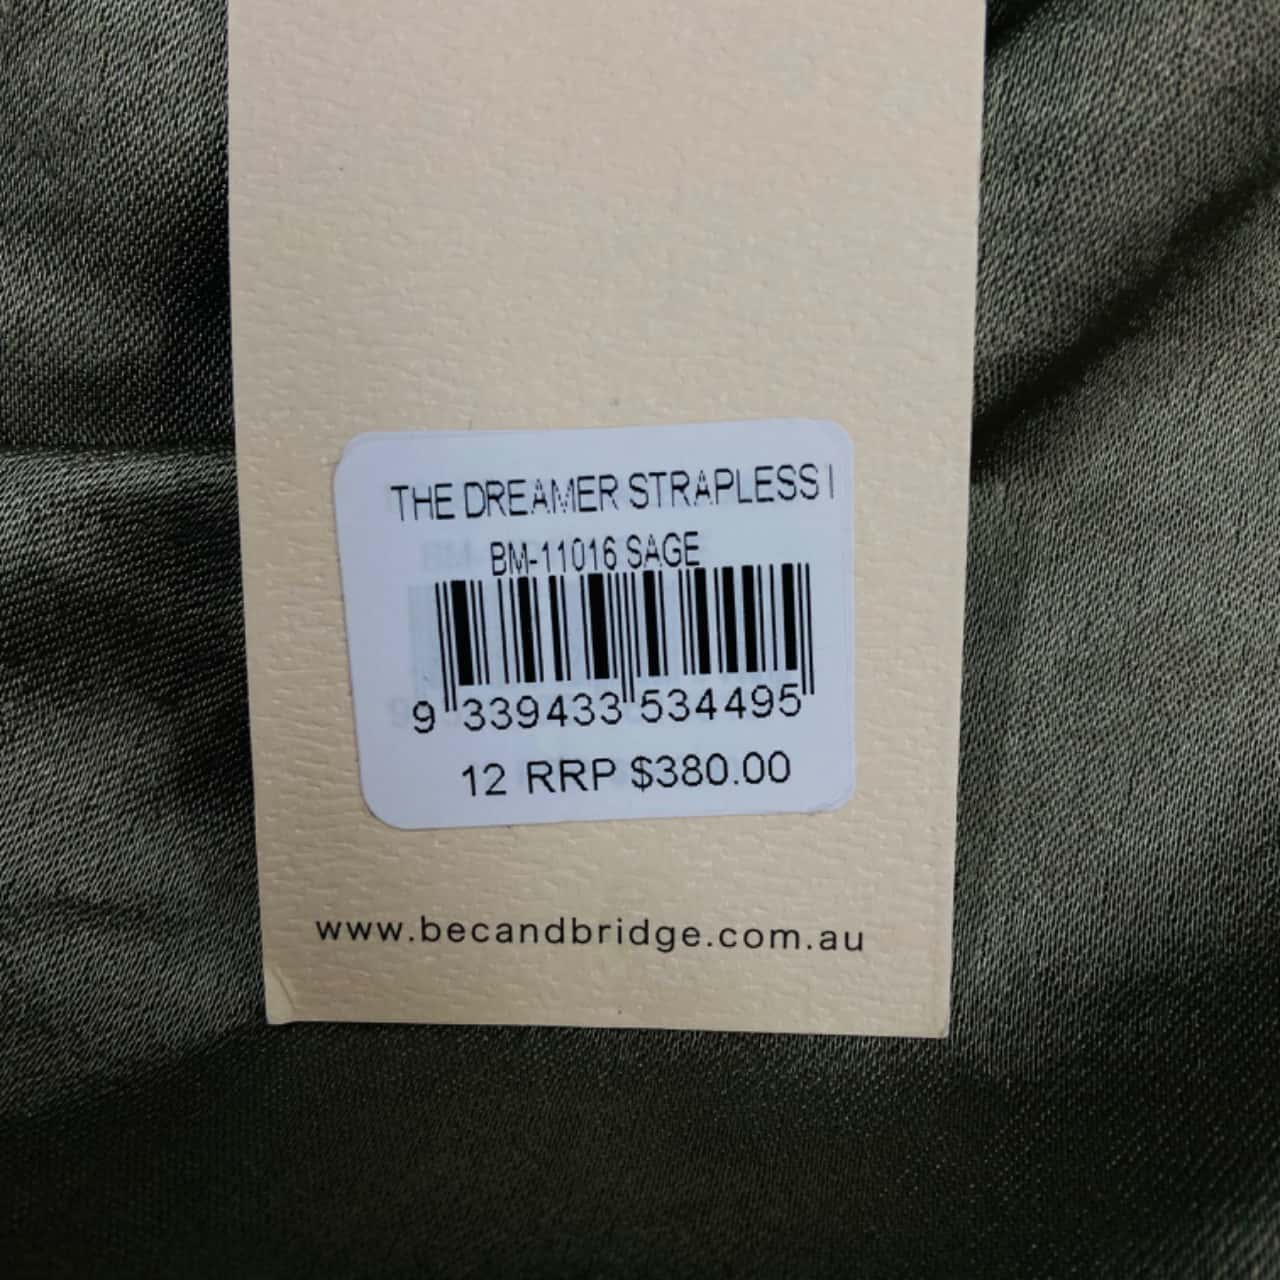 THE DREAMER STRAPLESS
BM-11016 SAGE
9 339433 534495
12 RRP $380.00
www.becandbridge.com.au